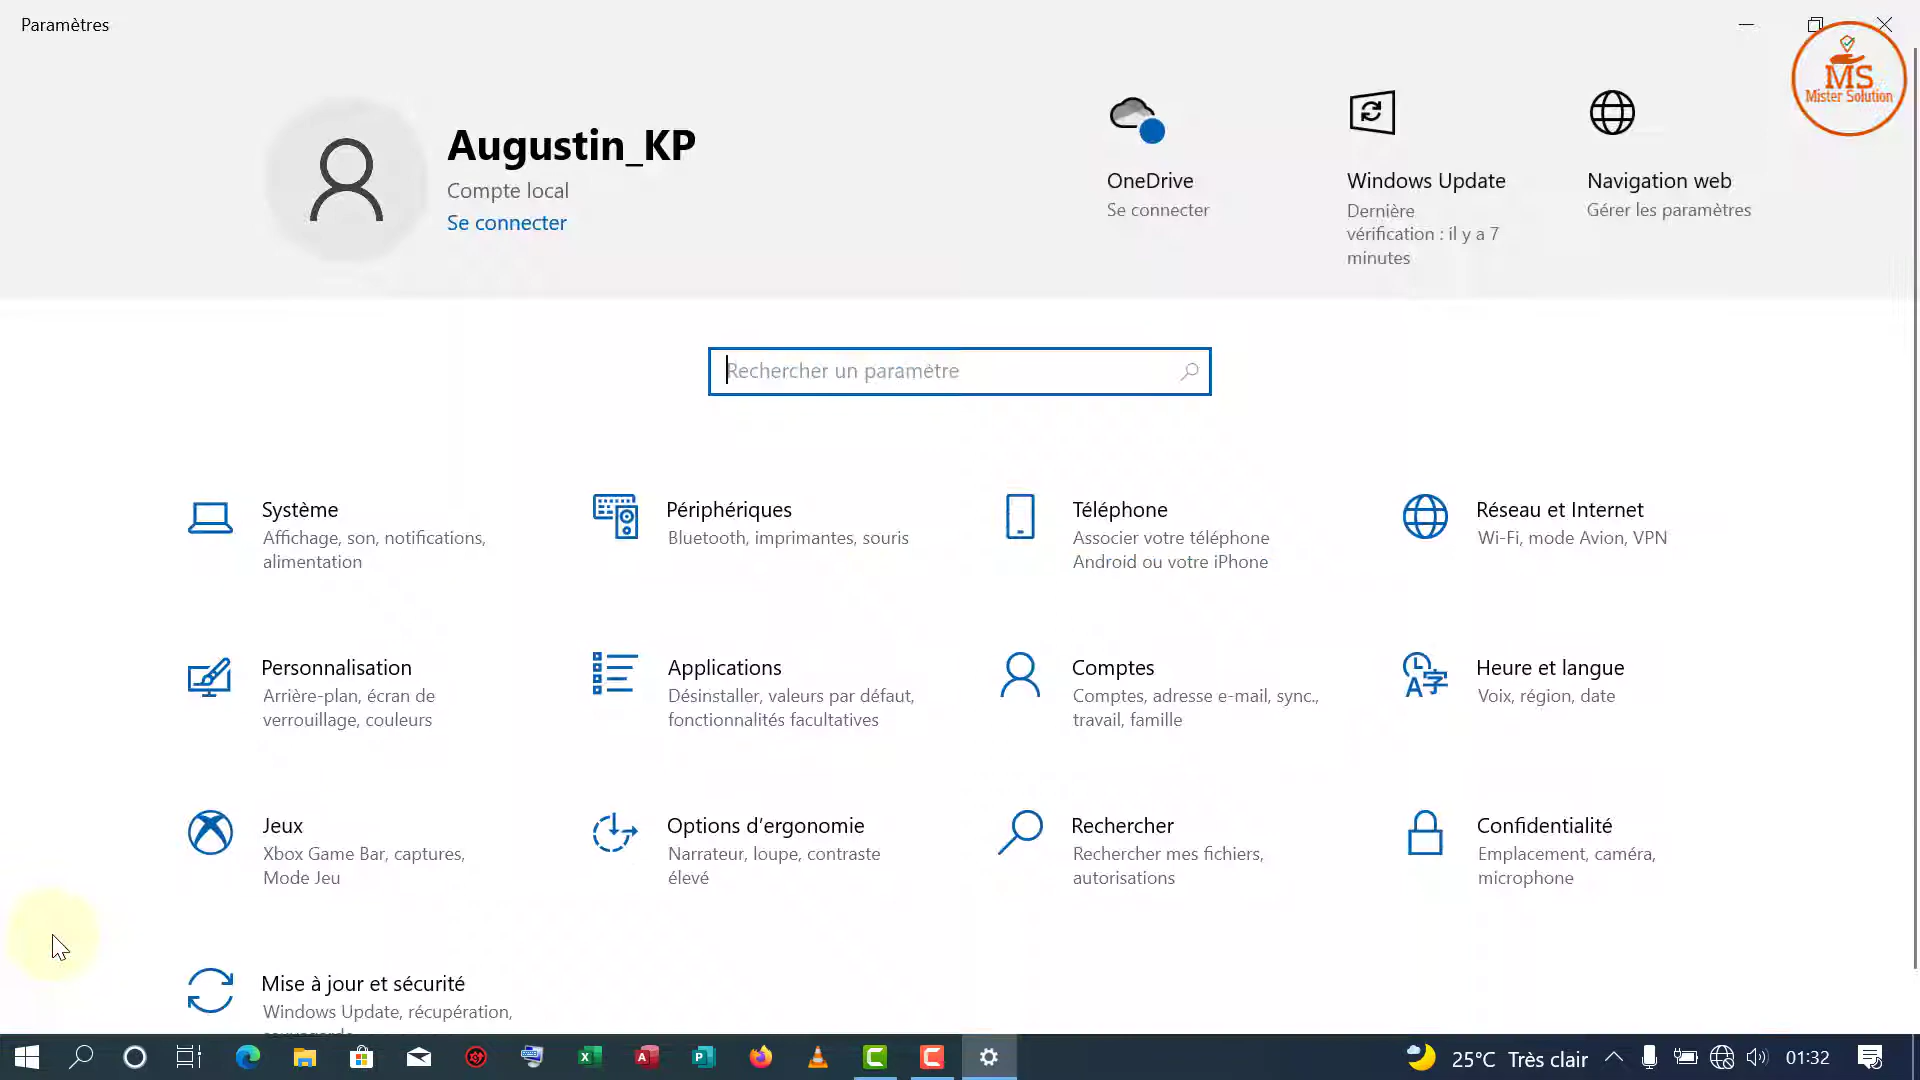 Paramètres
MS
Mister Solution
Augustin_KP
Compte local
Se connecter
OneDrive
Se connecter
Windows Update
Dernière
vérification : il y a 7
minutes
Navigation web
Gérer les paramètres
Rechercher un paramètre
Système
Affichage, son, notifications,
alimentation
Périphériques
Bluetooth, imprimantes, souris
Téléphone
Associer votre téléphone
Android ou votre iPhone
Réseau et Internet
Wi-Fi, mode Avion, VPN
Personnalisation
Arrière-plan, écran de
verrouillage, couleurs
Applications
Désinstaller, valeurs par défaut,
fonctionnalités facultatives
Comptes
Comptes, adresse e-mail, sync.,
travail, famille
Heure et langue
Voix, région, date
Jeux
Xbox Game Bar, captures,
Mode Jeu
Options d’ergonomie
Narrateur, loupe, contraste
élevé
Rechercher
Rechercher mes fichiers,
autorisations
Confidentialité
Emplacement, caméra,
microphone
Mise à jour et sécurité
Windows Update, récupération,
25°C Très clair
01:32